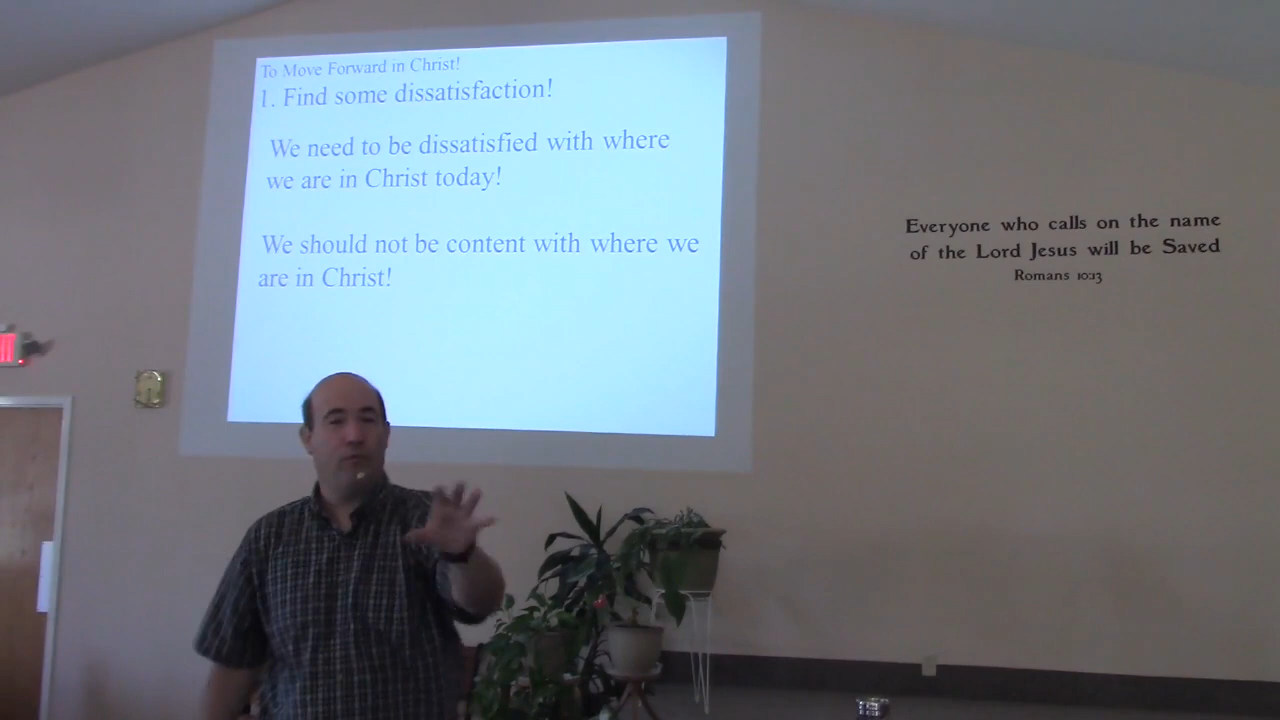 To Move Forward in Christ!
1. Find some dissatisfaction!
We need to be dissatisfied with where
we are in Christ today!
We should not be content with where we
are in Christ!
Everyone who calls on the name
of the Lord Jesus will be Saved
Romans 10:13